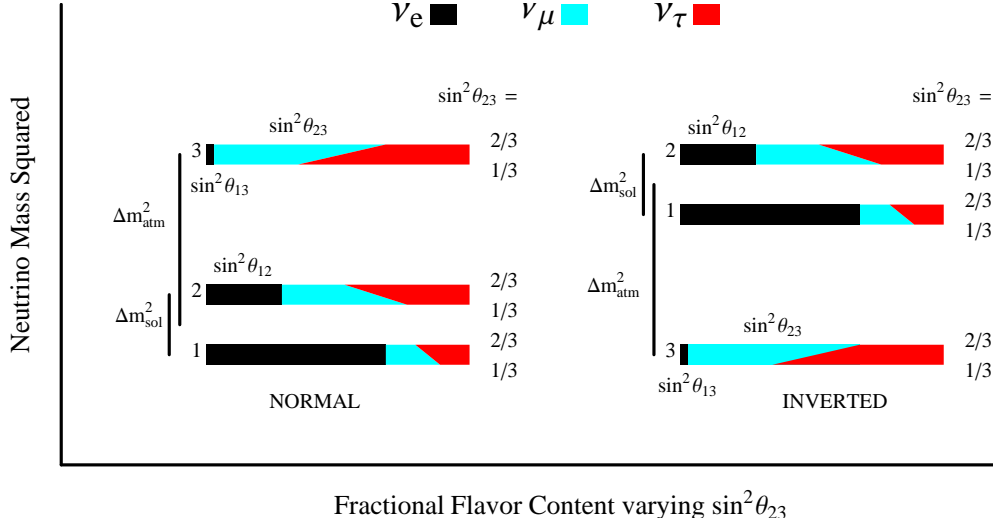 ν_e ν_μ ν_τ
Neutrino Mass Squared
sin²θ₂₃ =
sin²θ₂₃
3
2/3
1/3
sin²θ₁₃
Δm²_atm
sin²θ₁₂
2
2/3
1/3
Δm²_sol
1
2/3
1/3
NORMAL
sin²θ₂₃ =
sin²θ₁₂
2
2/3
1/3
Δm²_sol
1
2/3
1/3
Δm²_atm
sin²θ₂₃
3
2/3
1/3
sin²θ₁₃
INVERTED
Fractional Flavor Content varying sin²θ₂₃